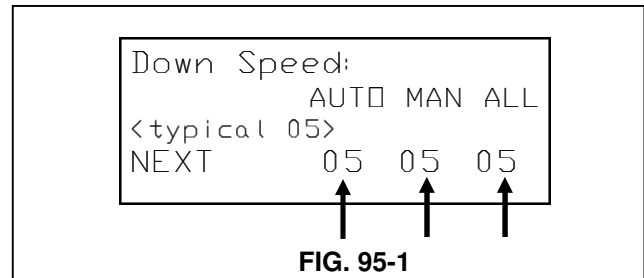 Down Speed:
AUTO MAN ALL
<typical 05>
NEXT 05 05 05
FIG. 95-1